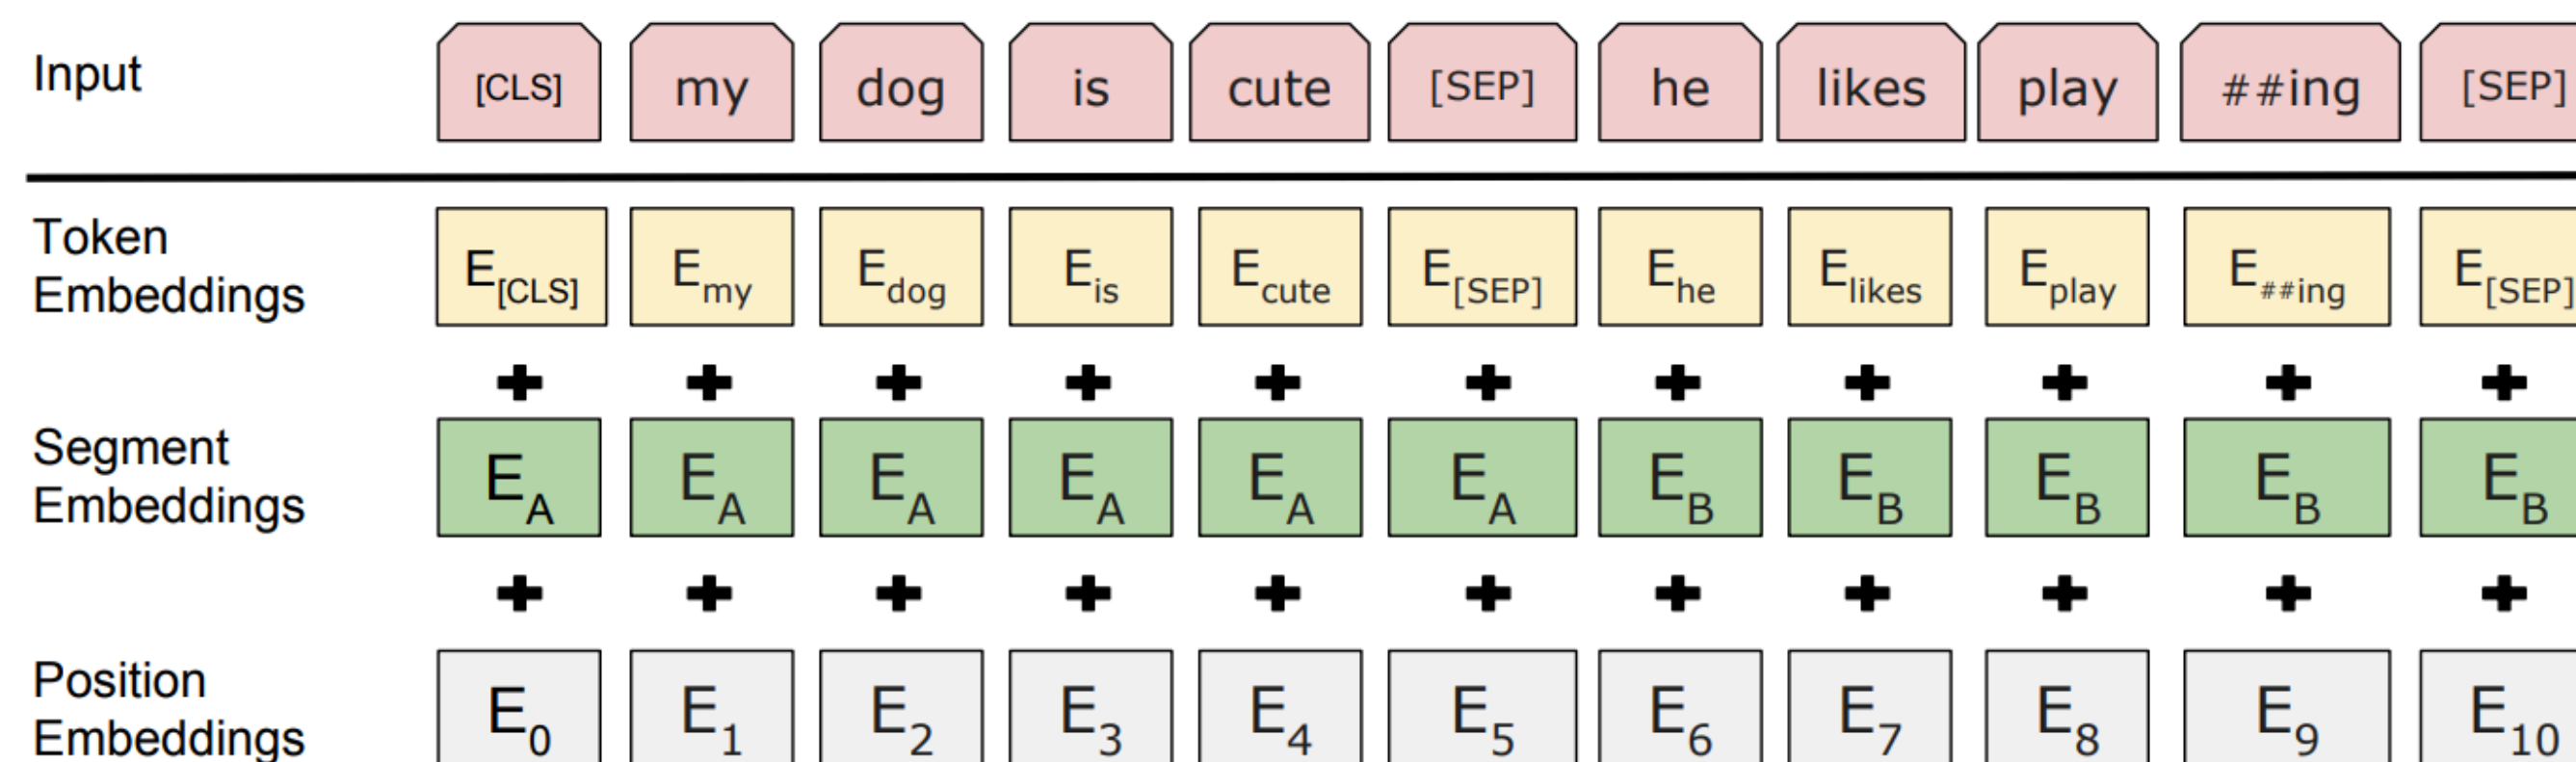 Input [CLS] my dog is cute [SEP] he likes play ##ing [SEP]
Token
Embeddings E[CLS] Emy Edog Eis Ecute E[SEP] Ehe Elikes Eplay E##ing E[SEP]
+ + + + + + + + + + +
Segment
Embeddings EA EA EA EA EA EA EB EB EB EB EB
+ + + + + + + + + + +
Position
Embeddings E0 E1 E2 E3 E4 E5 E6 E7 E8 E9 E10